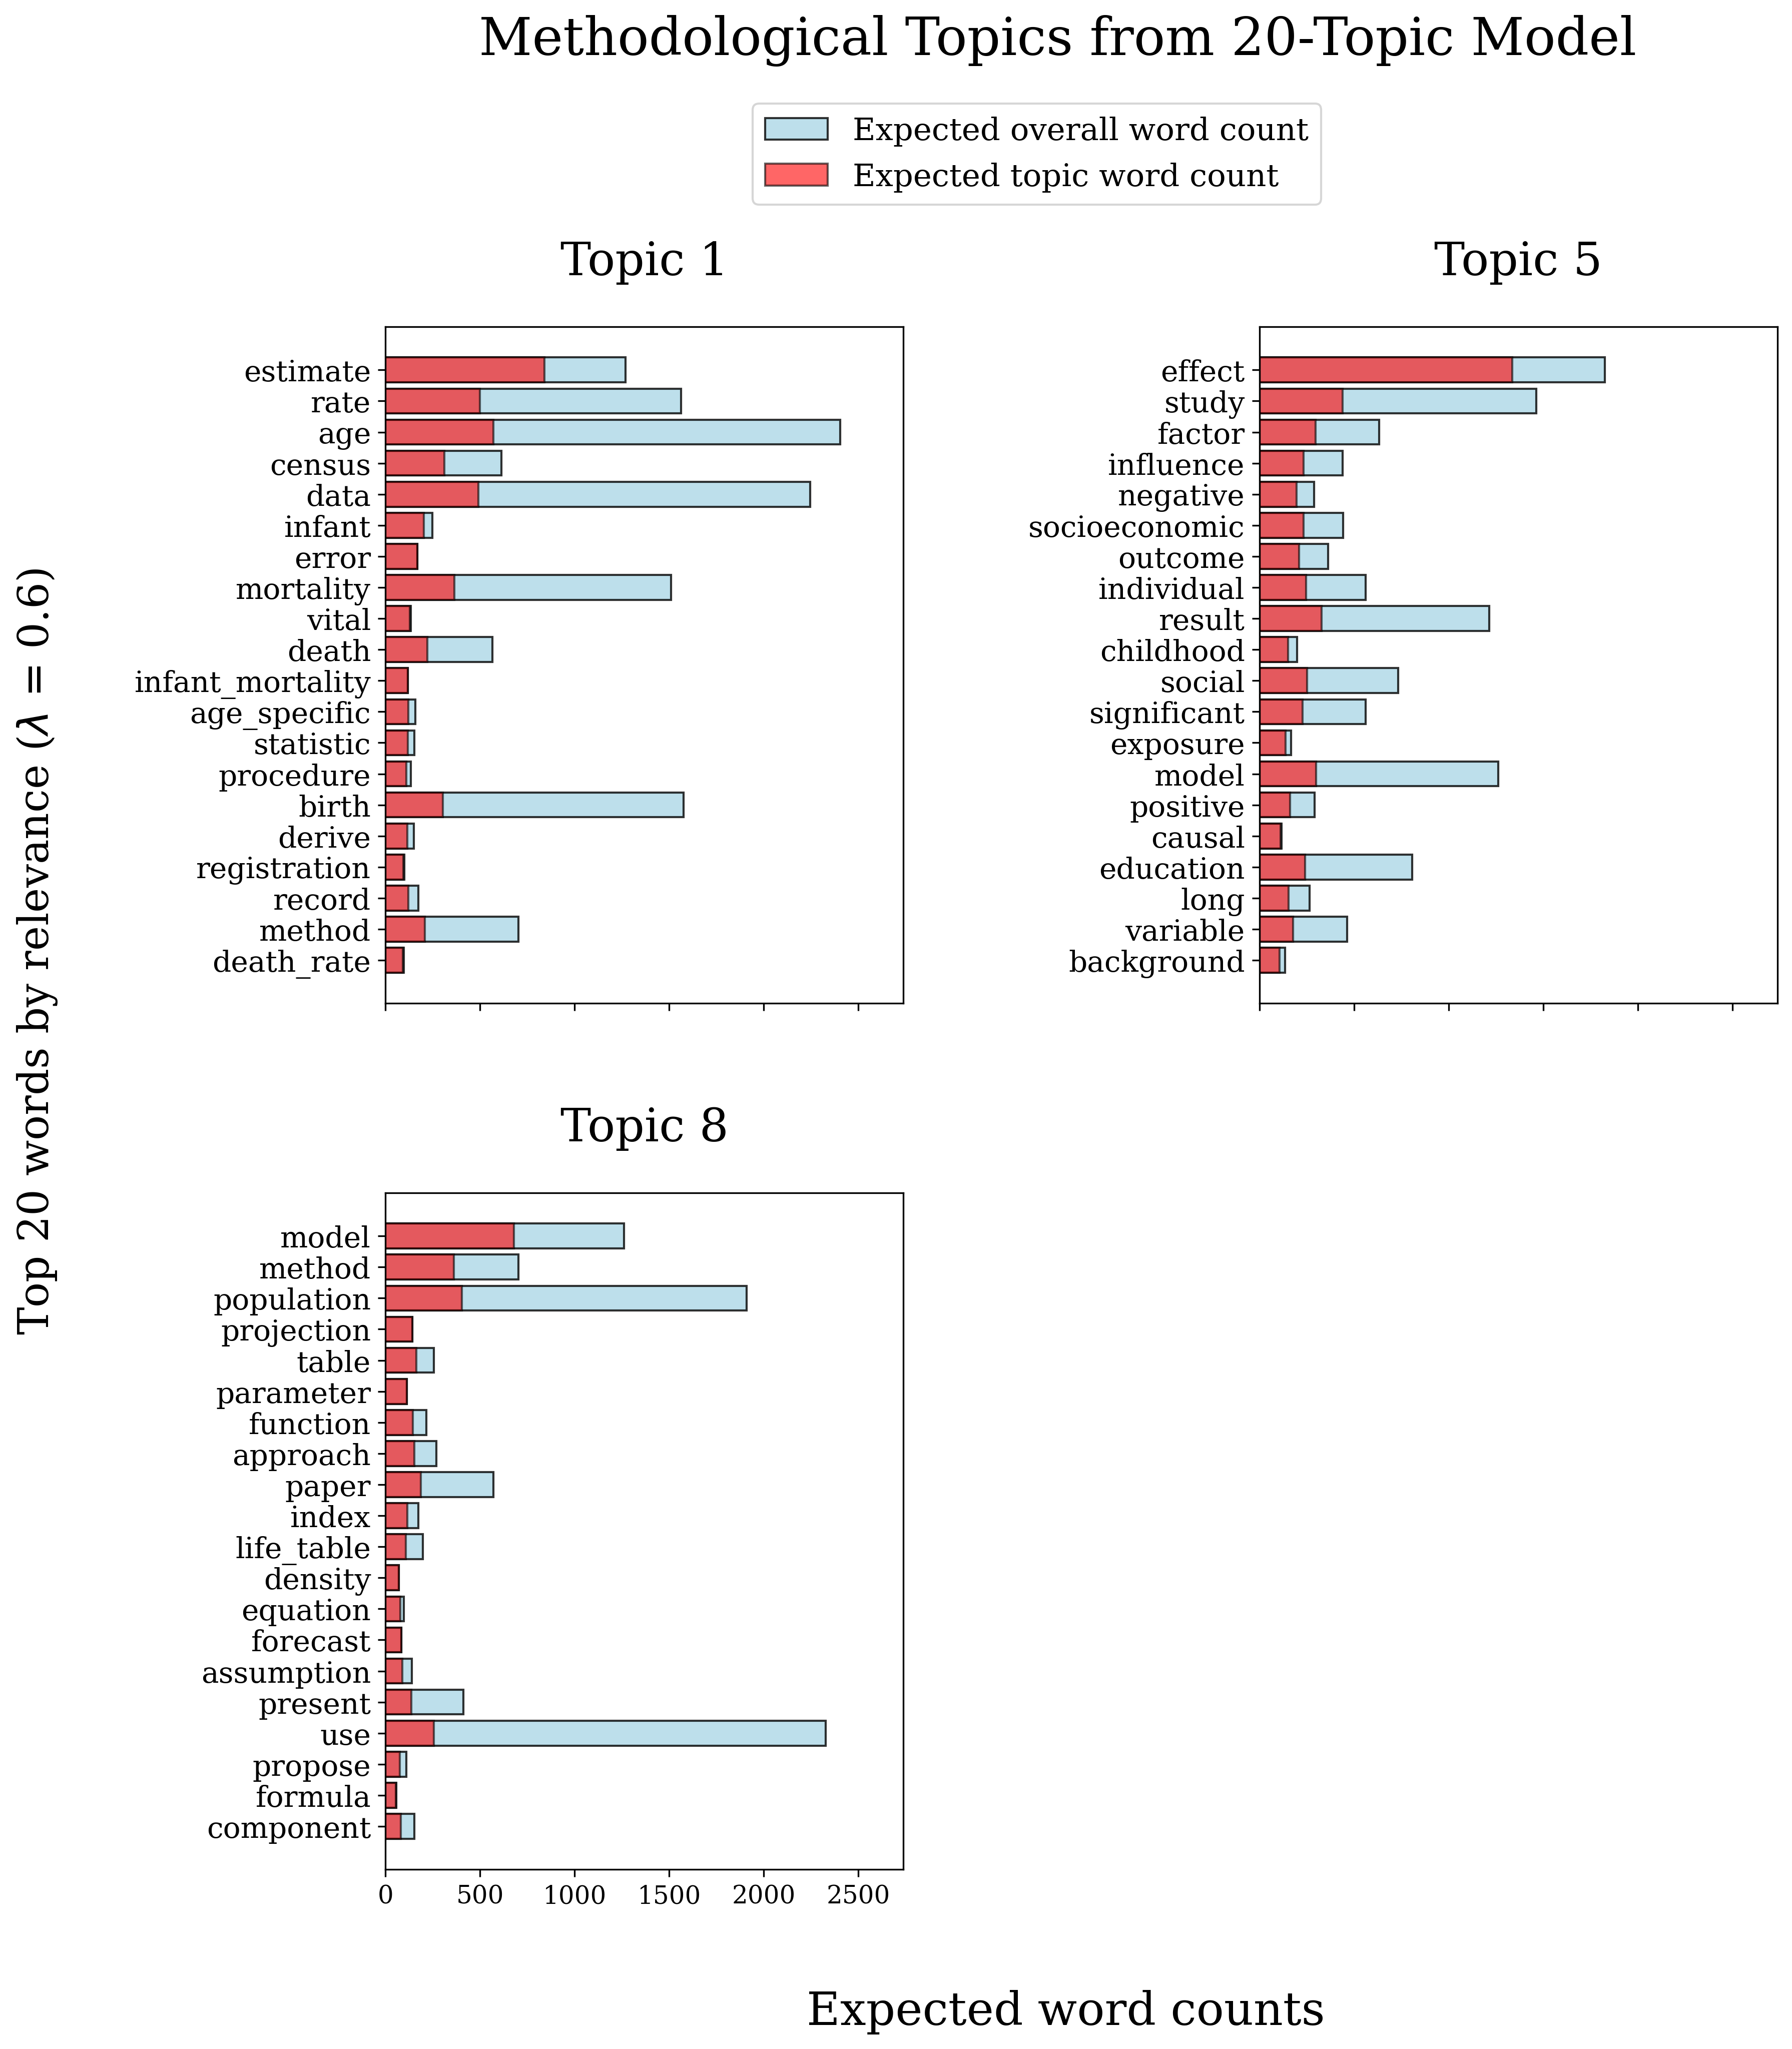 Methodological Topics from 20-Topic Model
Expected overall word count
Expected topic word count
Top 20 words by relevance (λ = 0.6)
Topic 1
estimate
rate
age
census
data
infant
error
mortality
vital
death
infant_mortality
age_specific
statistic
procedure
birth
derive
registration
record
method
death_rate
Topic 5
effect
study
factor
influence
negative
socioeconomic
outcome
individual
result
childhood
social
significant
exposure
model
positive
causal
education
long
variable
background
Topic 8
model
method
population
projection
table
parameter
function
approach
paper
index
life_table
density
equation
forecast
assumption
present
use
propose
formula
component
0 500 1000 1500 2000 2500
Expected word counts